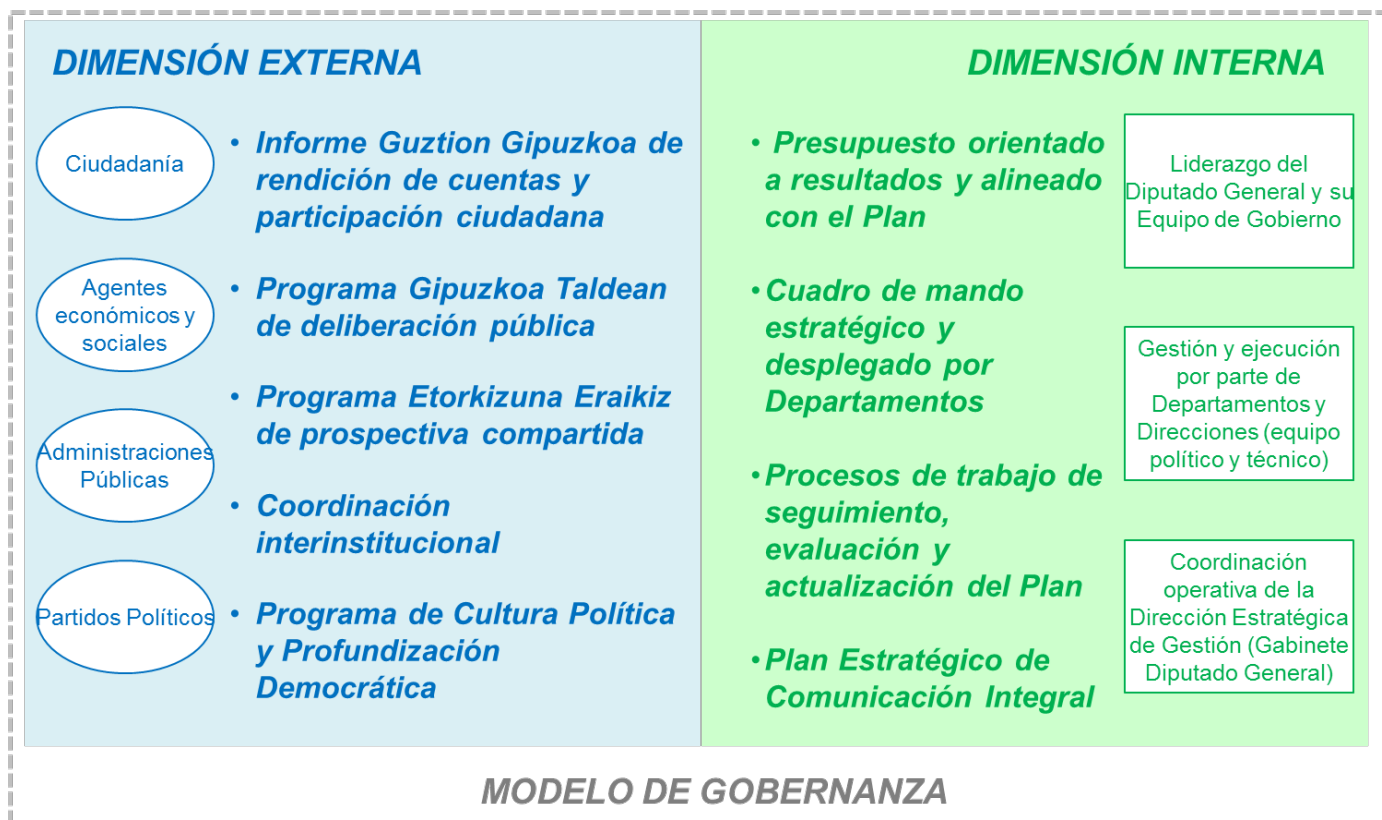 DIMENSIÓN EXTERNA
Ciudadanía
Agentes
económicos y
sociales
Administraciones
Públicas
Partidos Políticos
• Informe Guztion Gipuzkoa de
rendición de cuentas y
participación ciudadana
• Programa Gipuzkoa Taldean
de deliberación pública
• Programa Etorkizuna Eraikiz
de prospectiva compartida
• Coordinación
interinstitucional
• Programa de Cultura Política
y Profundización
Democrática
DIMENSIÓN INTERNA
• Presupuesto orientado
a resultados y alineado
con el Plan
• Cuadro de mando
estratégico y
desplegado por
Departamentos
• Procesos de trabajo de
seguimiento,
evaluación y
actualización del Plan
• Plan Estratégico de
Comunicación Integral
Liderazgo del
Diputado General y su
Equipo de Gobierno
Gestión y ejecución
por parte de
Departamentos y
Direcciones (equipo
político y técnico)
Coordinación
operativa de la
Dirección Estratégica
de Gestión (Gabinete
Diputado General)
MODELO DE GOBERNANZA